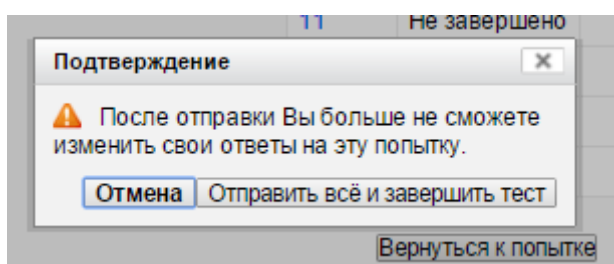 11 Не завершено
Подтверждение
После отправки Вы больше не сможете
изменить свои ответы на эту попытку.
Отмена Отправить всё и завершить тест
Вернуться к попытке